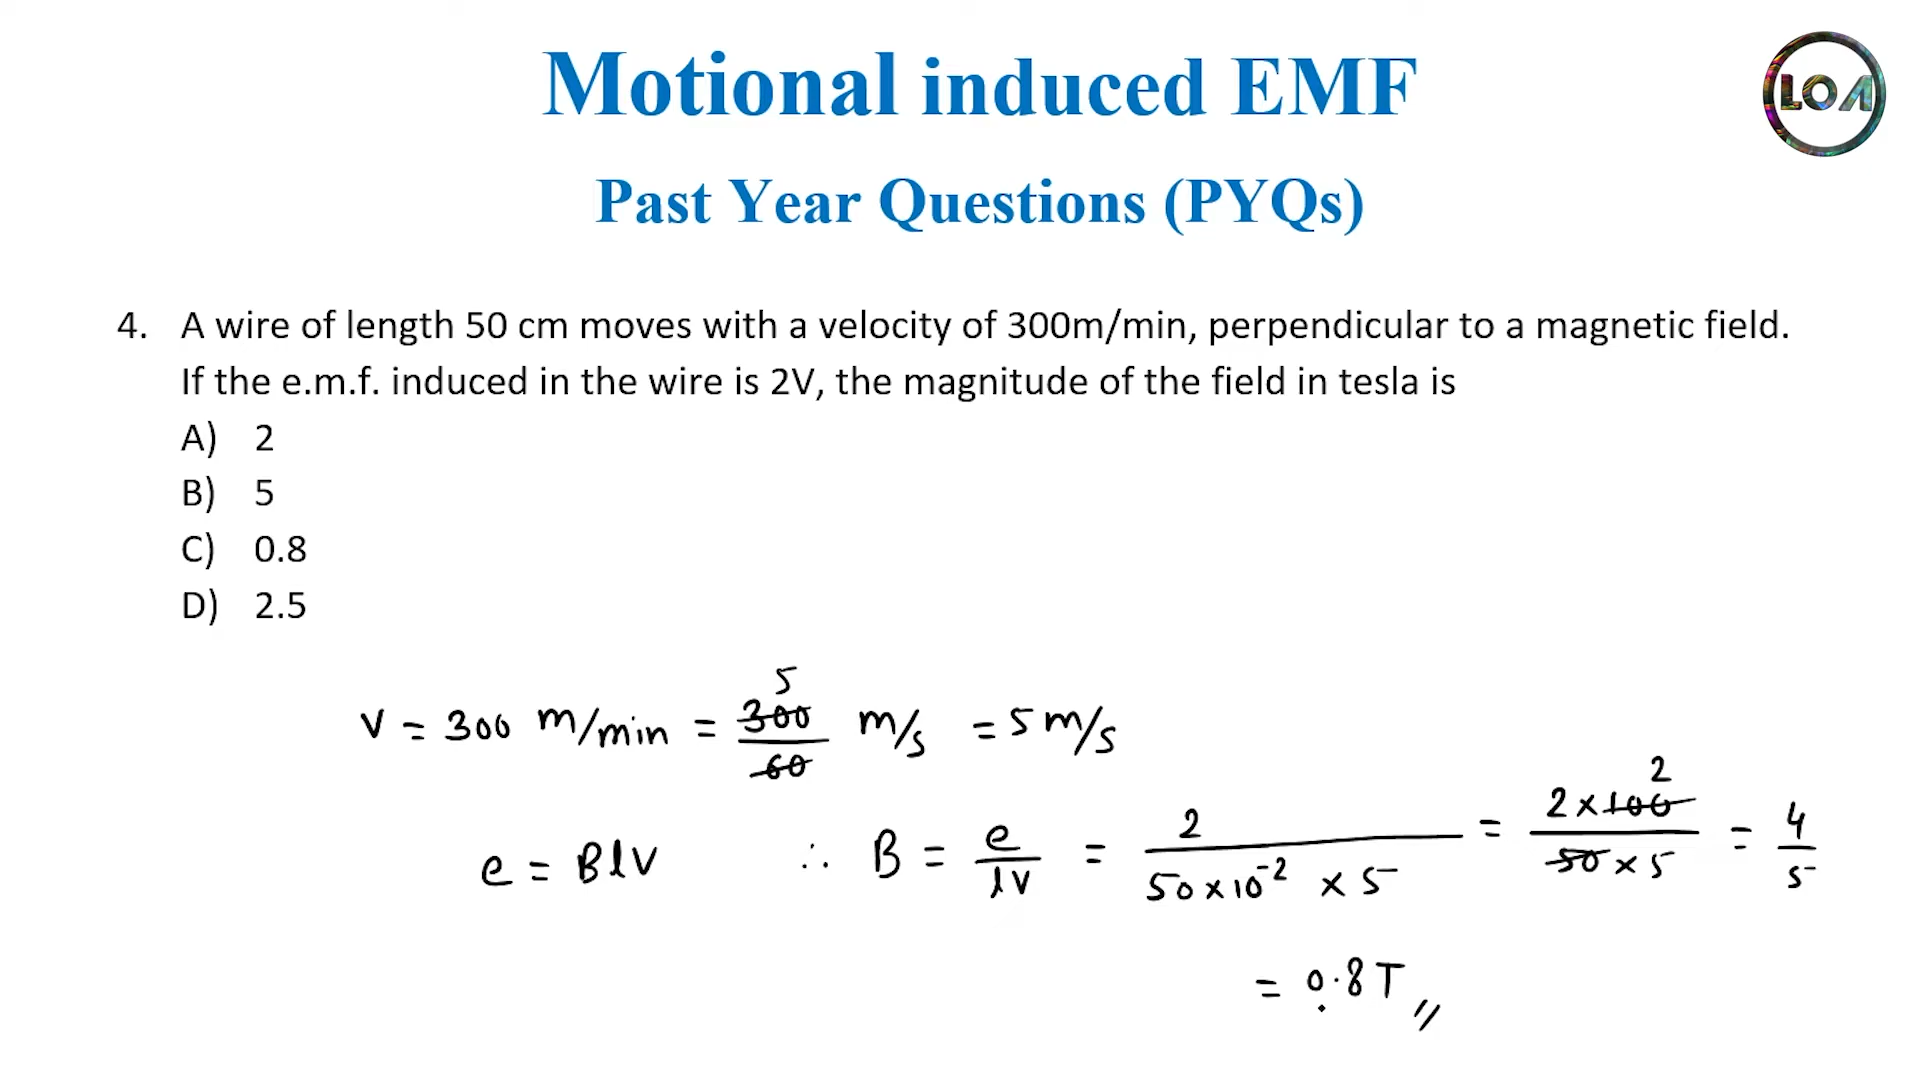 Motional induced EMF
LOA
Past Year Questions (PYQs)
4. A wire of length 50 cm moves with a velocity of 300m/min, perpendicular to a magnetic field.
If the e.m.f. induced in the wire is 2V, the magnitude of the field in tesla is
A) 2
B) 5
C) 0.8
D) 2.5
v = 300 m/min = 300/60 m/s = 5 m/s
5
e = Blv ∴ B = e/lv = 2/(50 × 10⁻² × 5) = (2 × 100)/(50 × 5) = 4/5
2
= 0.8 T